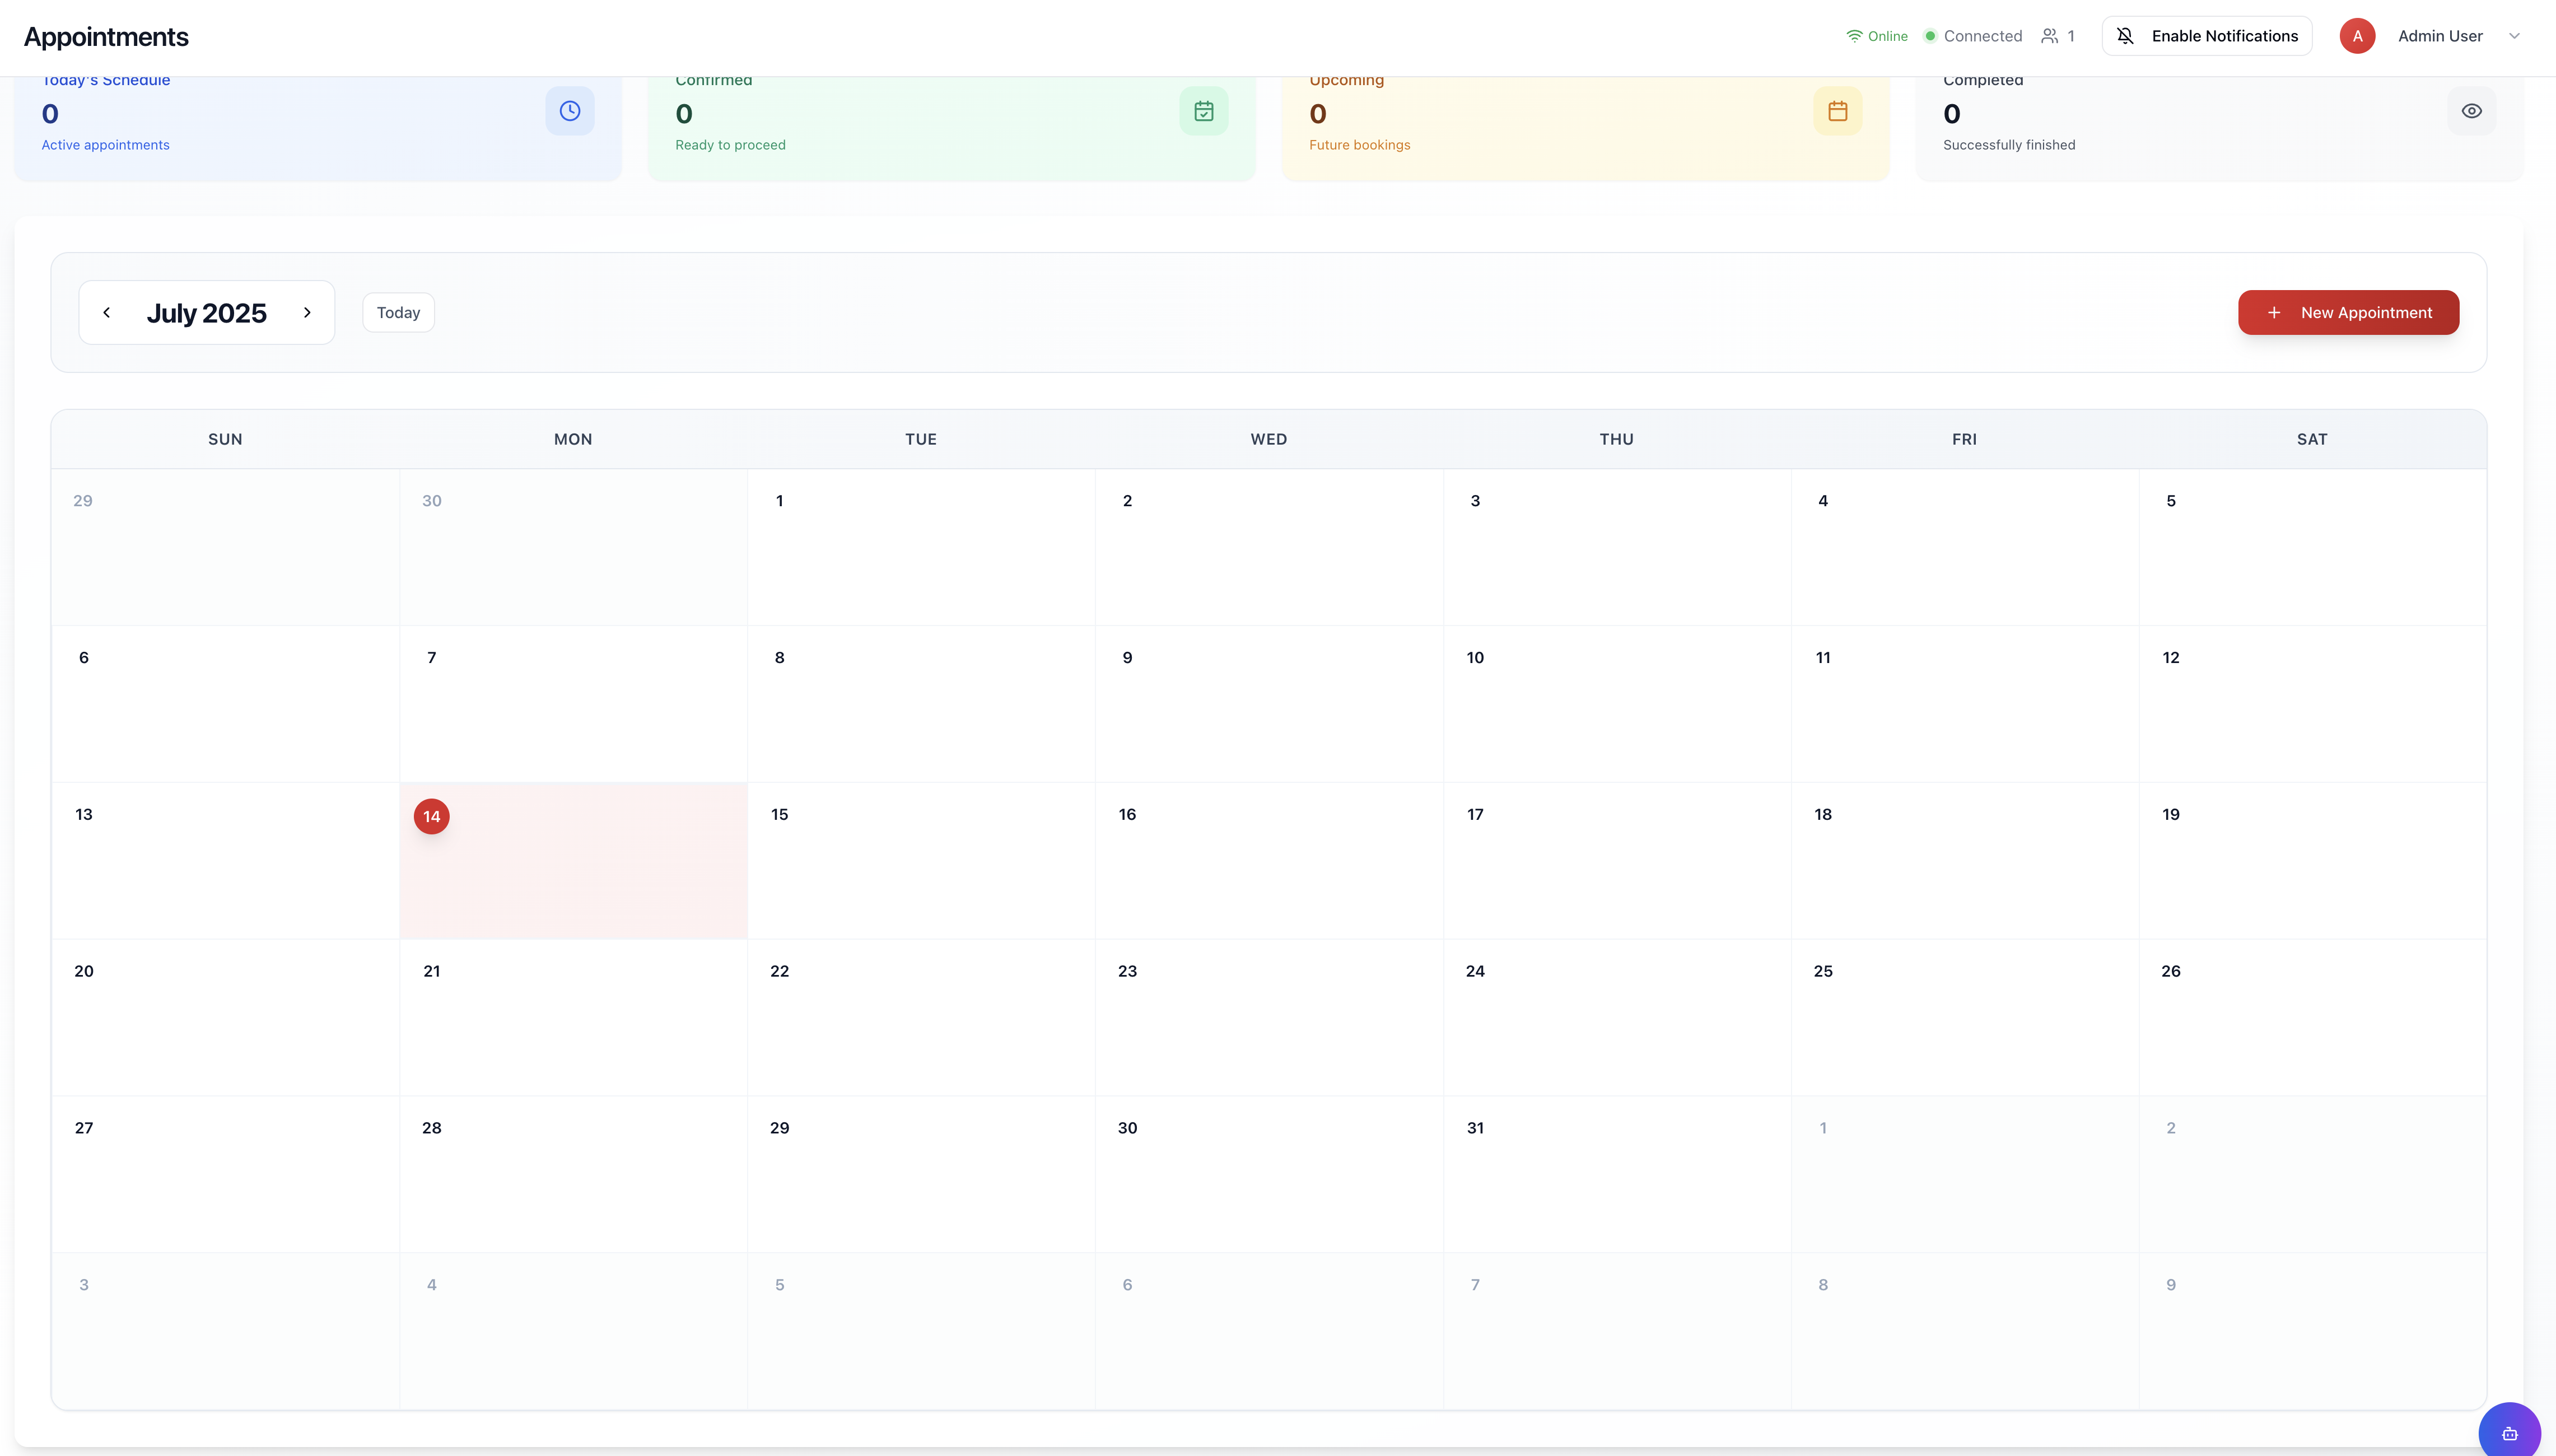 Appointments
Online
Connected
1
Enable Notifications
A
Admin User
Today's Schedule
0
Active appointments
Confirmed
0
Ready to proceed
Upcoming
0
Future bookings
Completed
0
Successfully finished
July 2025
Today
New Appointment
SUN MON TUE WED THU FRI SAT
29 30 1 2 3 4 5
6 7 8 9 10 11 12
13 14 15 16 17 18 19
20 21 22 23 24 25 26
27 28 29 30 31 1 2
3 4 5 6 7 8 9